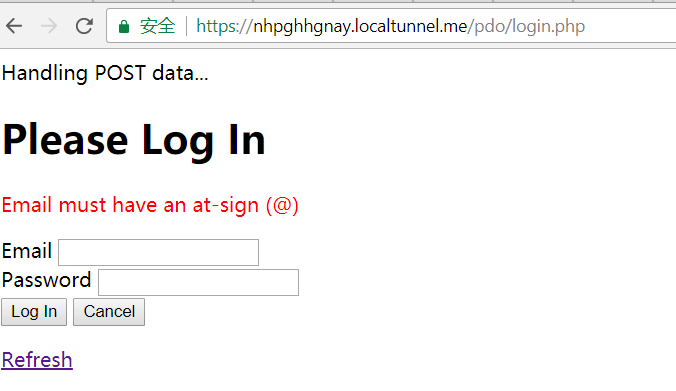 安全 https://nhpghhgnay.localtunnel.me/pdo/login.php
Handling POST data...
Please Log In
Email must have an at-sign (@)
Email
Password
Log In Cancel
Refresh